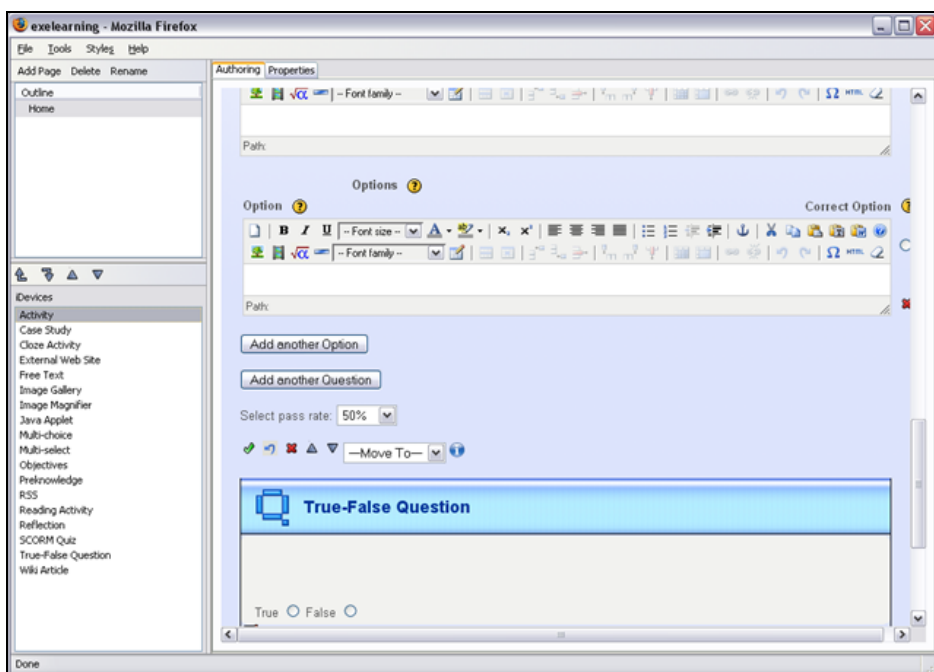 exelearning - Mozilla Firefox
File Tools Styles Help
Add Page Delete Rename
Outline
Home
iDevices
Activity
Case Study
Cloze Activity
External Web Site
Free Text
Image Gallery
Image Magnifier
Java Applet
Multi-choice
Multi-select
Objectives
Preknowledge
RSS
Reading Activity
Reflection
SCORM Quiz
True-False Question
Wiki Article
Authoring Properties
-- Font family --
HTML
Path:
Options
Option Correct Option
B I U -- Font size --
-- Font family --
HTML
Path:
Add another Option
Add another Question
Select pass rate: 50%
—Move To—
True-False Question
True False
Done